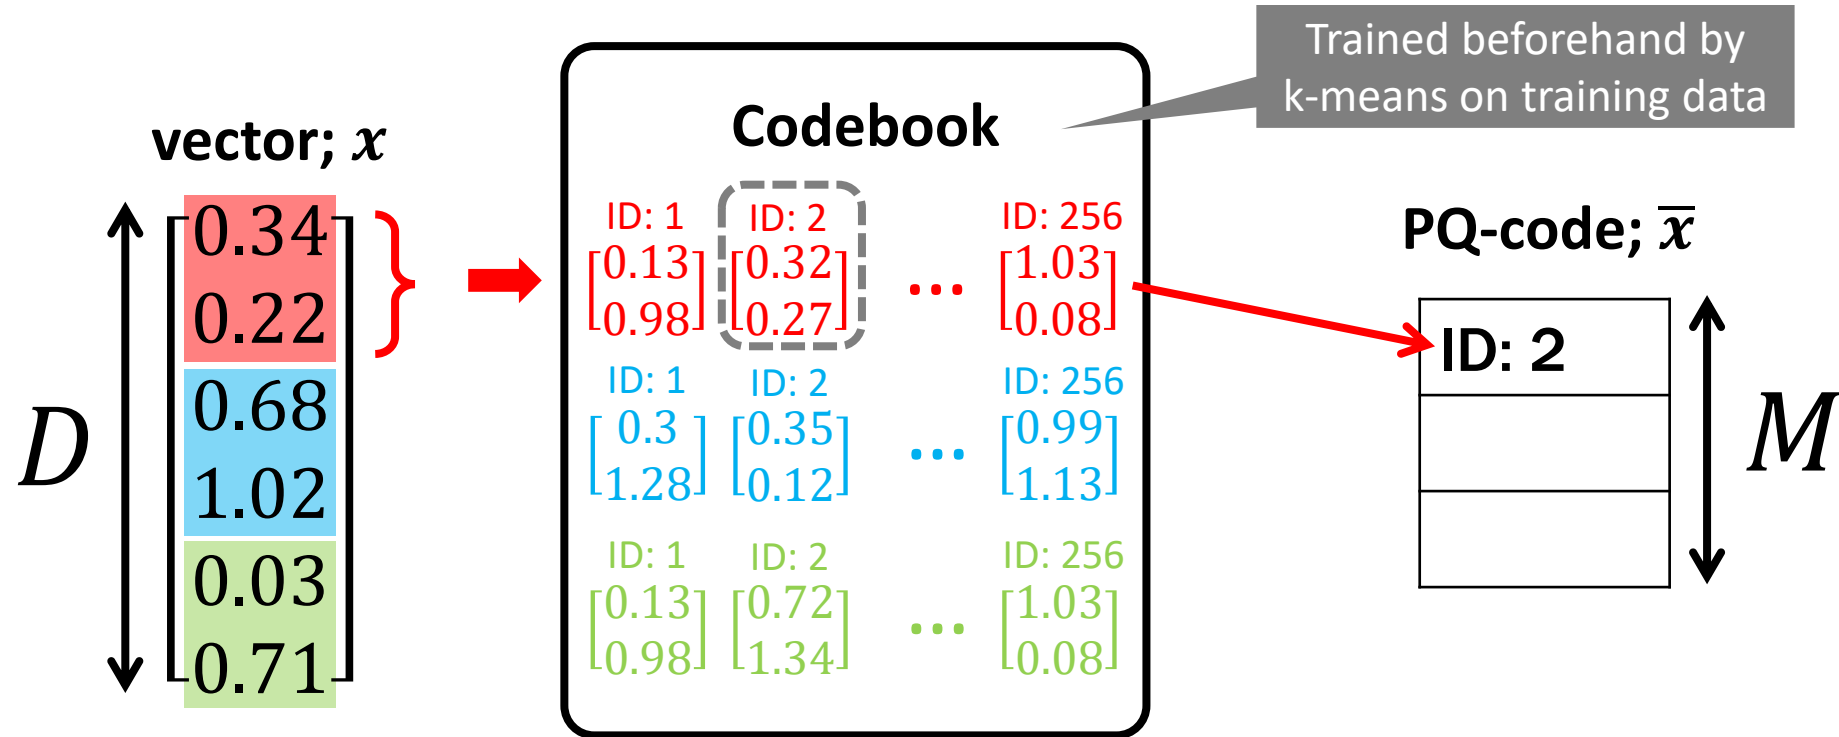 Trained beforehand by
k-means on training data
vector; x
Codebook
PQ-code; x̄
D
0.34
0.22
0.68
1.02
0.03
0.71
ID: 1 ID: 2 ID: 256
0.13 0.32 ... 1.03
0.98 0.27 0.08
ID: 1 ID: 2 ID: 256
0.3 0.35 ... 0.99
1.28 0.12 1.13
ID: 1 ID: 2 ID: 256
0.13 0.72 ... 1.03
0.98 1.34 0.08
ID: 2
M